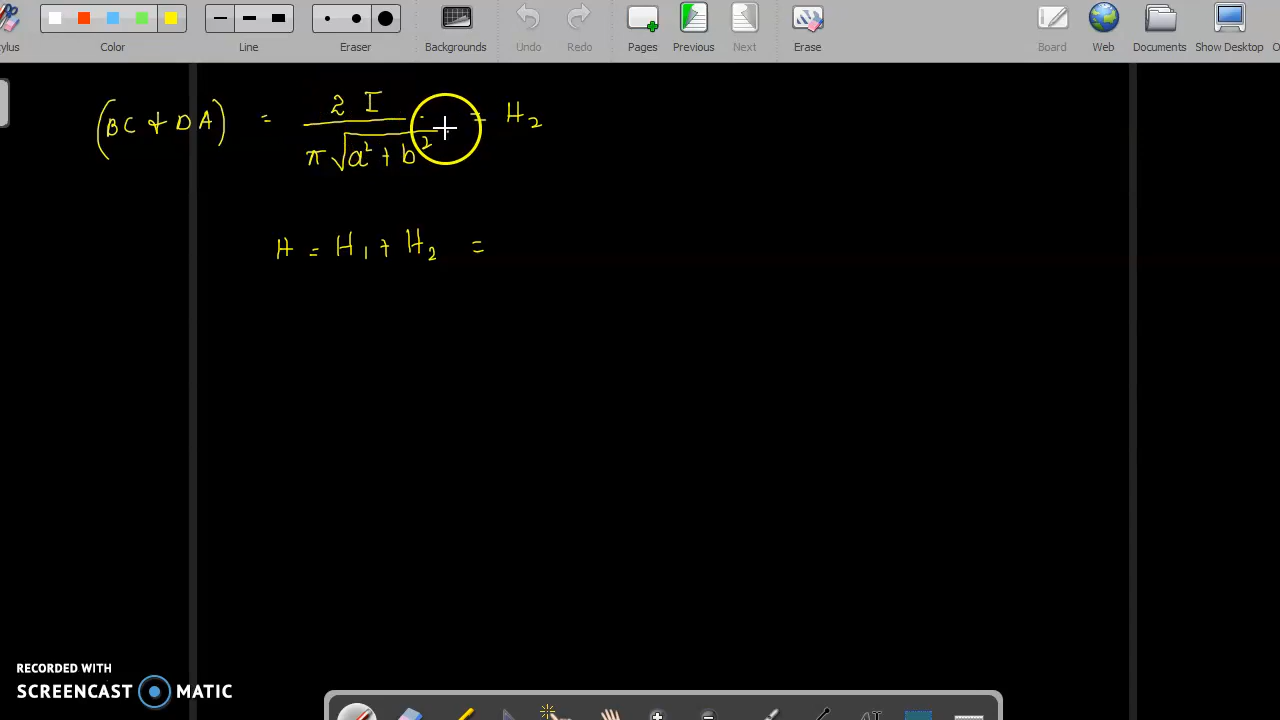 Color Line Eraser Backgrounds Undo Redo Pages Previous Next Erase Board Web Documents Show Desktop
(BC & DA) = 2 I / π √a² + b² = H₂
H = H₁ + H₂ =
RECORDED WITH
SCREENCAST MATIC